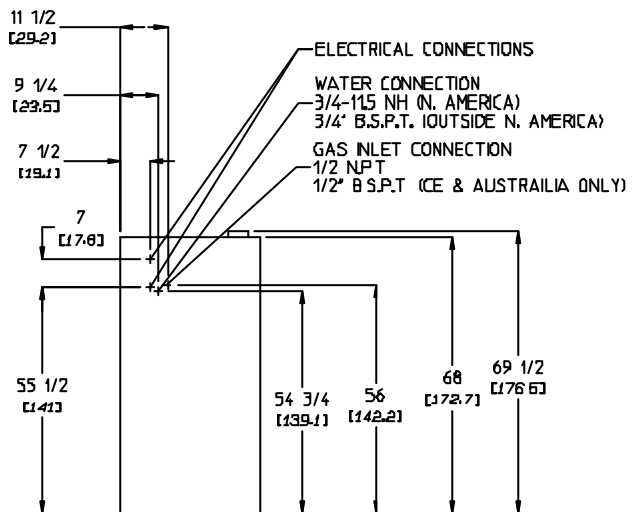 11 1/2
[29.2]
ELECTRICAL CONNECTIONS
9 1/4
[23.5]
WATER CONNECTION
3/4-11.5 NH (N. AMERICA)
3/4" B.S.P.T. (OUTSIDE N. AMERICA)
7 1/2
[19.1]
GAS INLET CONNECTION
1/2 N.P.T
1/2" B.S.P.T (CE & AUSTRAILIA ONLY)
7
[17.8]
55 1/2
[141]
54 3/4
[139.1]
56
[142.2]
68
[172.7]
69 1/2
[176.5]